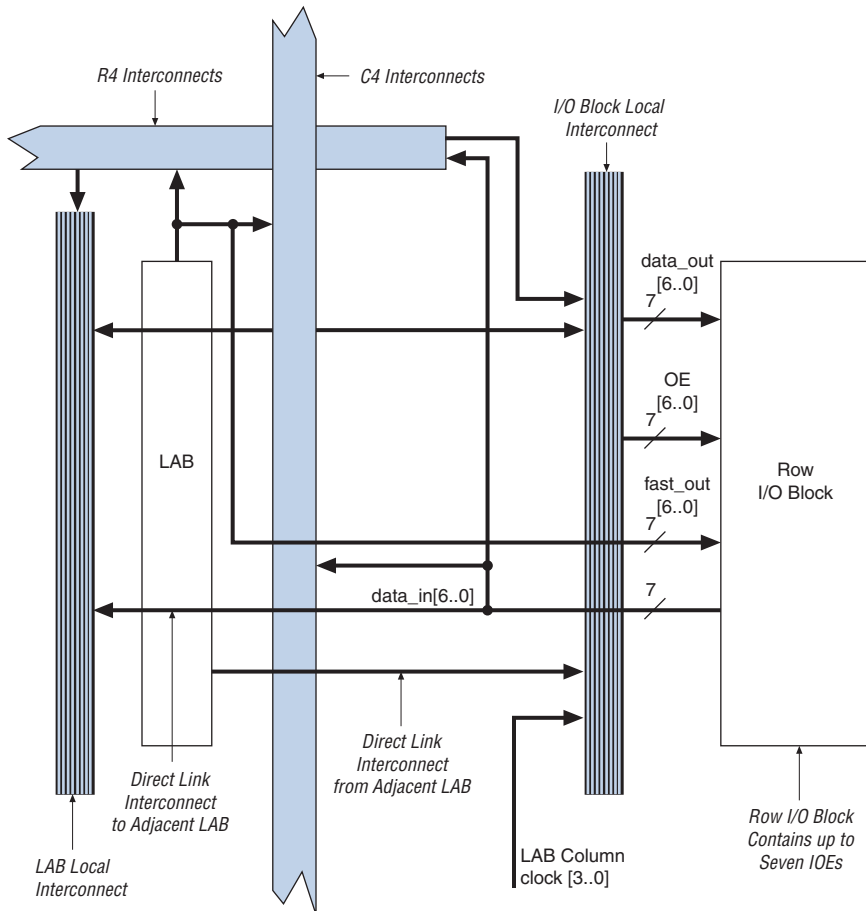 R4 Interconnects
C4 Interconnects
I/O Block Local
Interconnect
data_out
[6..0]
7
OE
[6..0]
7
LAB
Row
I/O Block
fast_out
[6..0]
7
data_in[6..0]
7
Direct Link
Interconnect
to Adjacent LAB
Direct Link
Interconnect
from Adjacent LAB
LAB Local
Interconnect
LAB Column
clock [3..0]
Row I/O Block
Contains up to
Seven IOEs